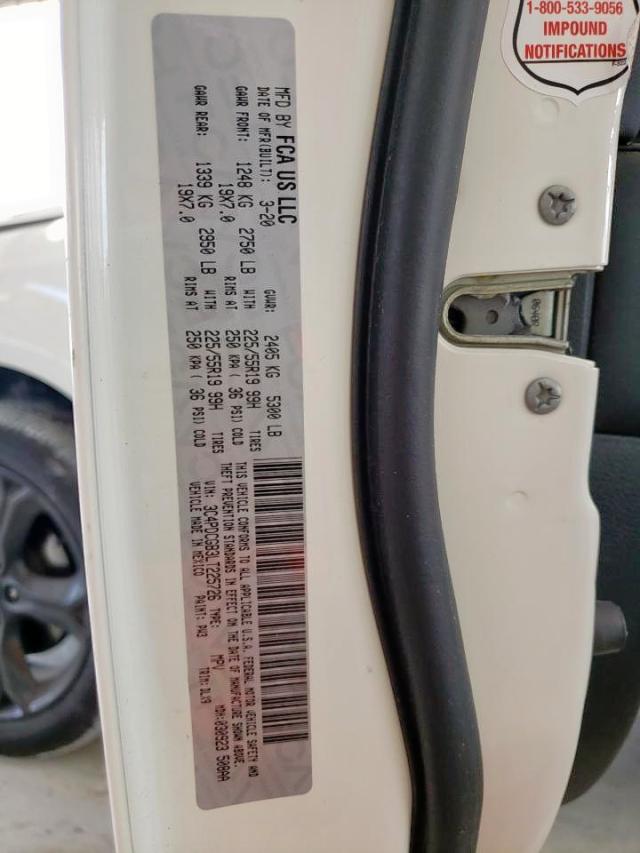 1-800-533-9056
IMPOUND
NOTIFICATIONS
MFD BY FCA US LLC
DATE OF MFR(BUILT): 3-20 GVWR: 2405 KG 5300 LB
GAWR FRONT: 1248 KG 2750 LB WITH 225/55R19 99H TIRES
19X7.0 RIMS AT 250 KPA ( 36 PSI) COLD
GAWR REAR: 1339 KG 2950 LB WITH 225/55R19 99H TIRES
19X7.0 RIMS AT 250 KPA ( 36 PSI) COLD
THIS VEHICLE CONFORMS TO ALL APPLICABLE U.S.A. FEDERAL MOTOR VEHICLE SAFETY AND
THEFT PREVENTION STANDARDS IN EFFECT ON THE DATE OF MANUFACTURE SHOWN ABOVE.
VIN: 3C4PDCGB3LT225726 TYPE: MPV MDH:030923 508AA
VEHICLE MADE IN MEXICO PAINT: PW3 TRIM: DLX9